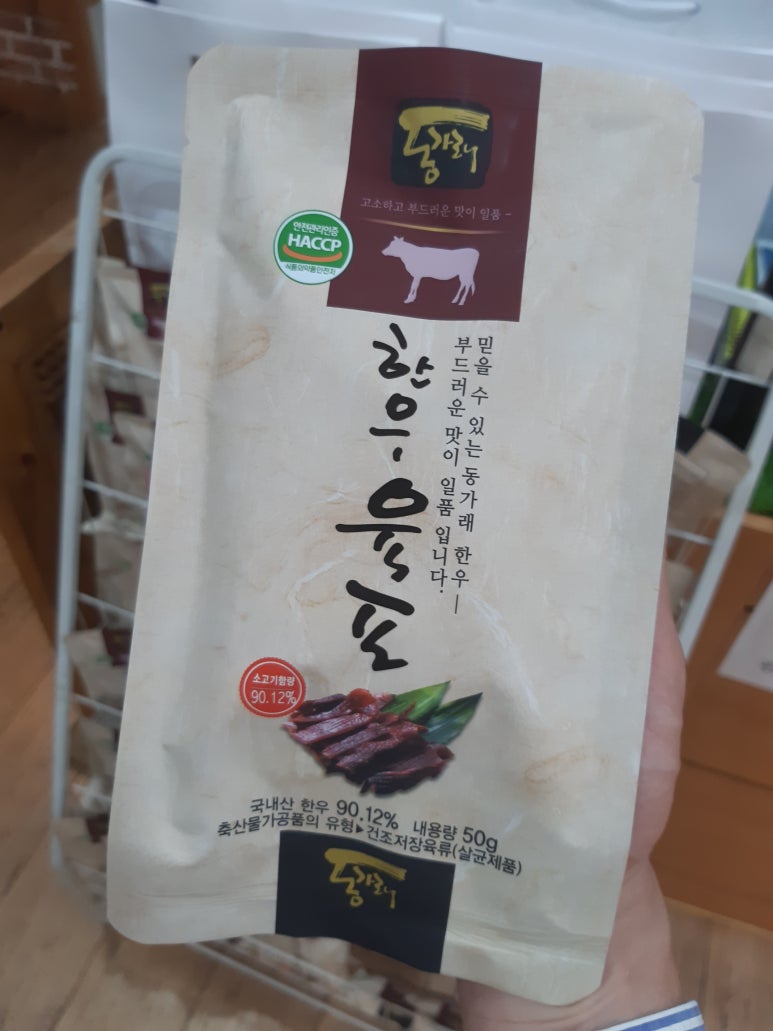 동가래
고소하고 부드러운 맛이 일품 -
안전관리인증
HACCP
식품의약품안전처
믿을 수 있는 동가래 한우ㅡ
부드러운 맛이 일품 입니다.
한우육포
소고기함량
90.12%
국내산 한우 90.12% 내용량 50g
축산물가공품의 유형▶건조저장육류(살균제품)
동가래